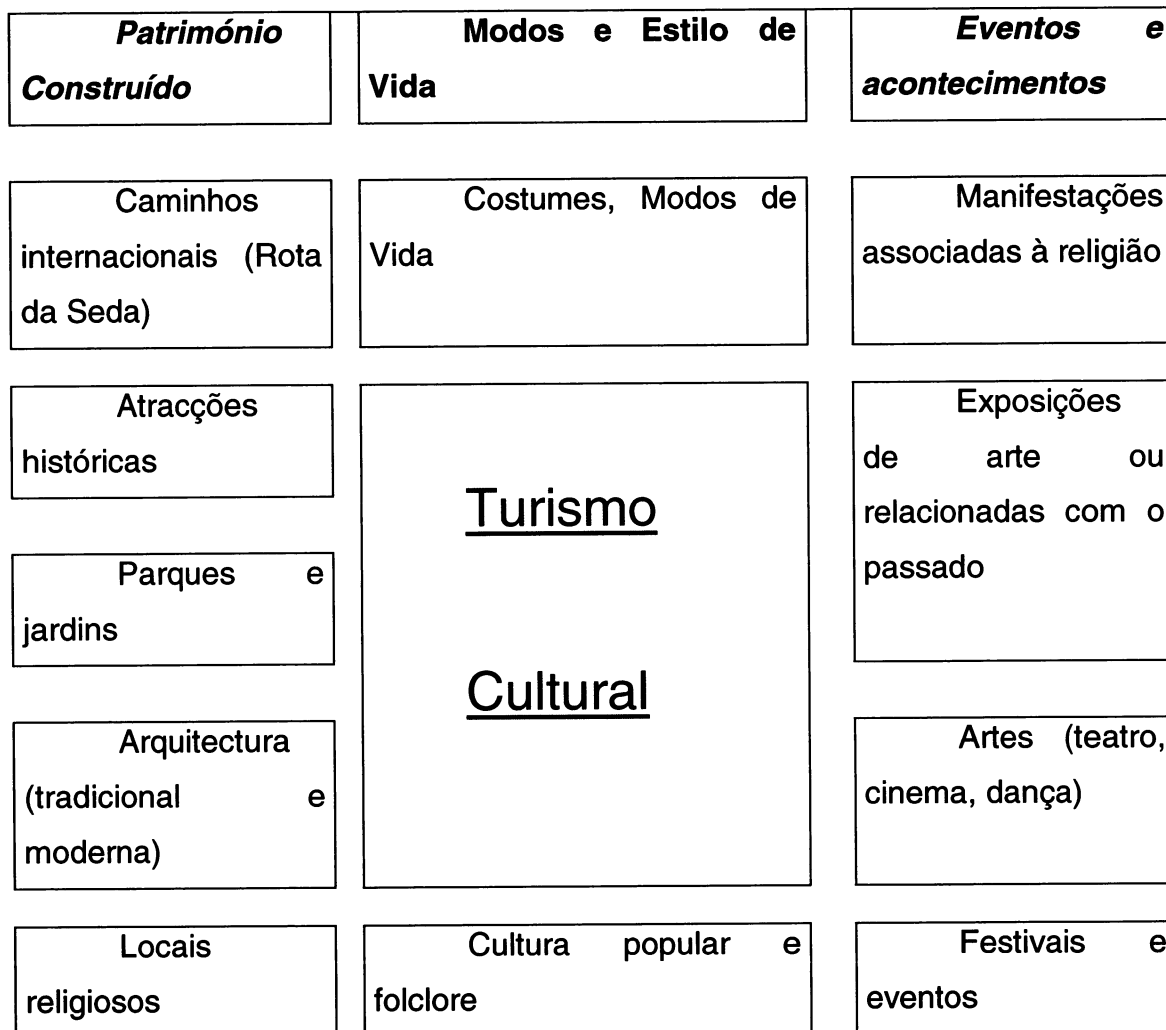 Património
Construído
Modos e Estilo de
Vida
Eventos e
acontecimentos
Caminhos
internacionais (Rota
da Seda)
Costumes, Modos de
Vida
Manifestações
associadas à religião
Atracções
históricas
Turismo
Cultural
Exposições
de arte ou
relacionadas com o
passado
Parques e
jardins
Arquitectura
(tradicional e
moderna)
Artes (teatro,
cinema, dança)
Locais
religiosos
Cultura popular e
folclore
Festivais e
eventos